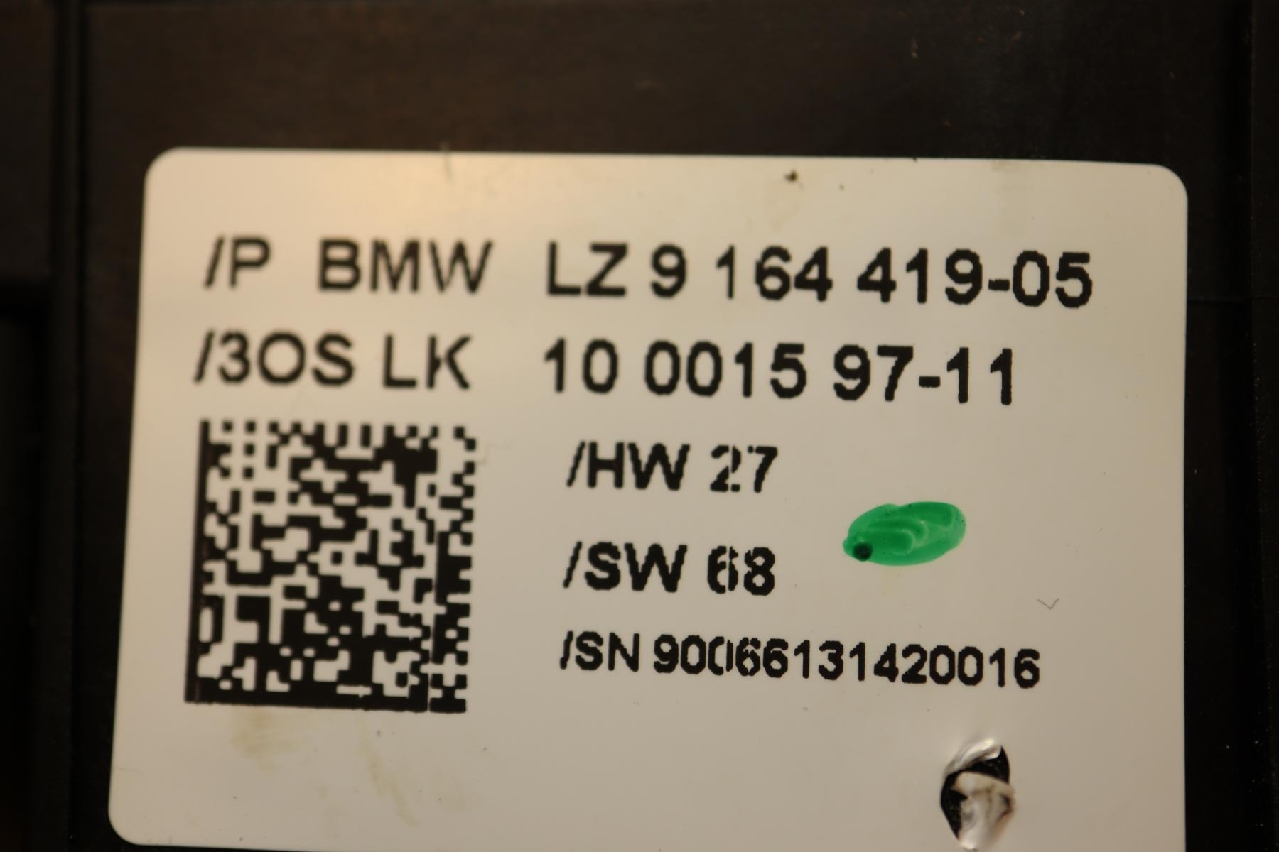 /P BMW LZ 9 164 419-05
/3OS LK 10 0015 97-11
/HW 27
/SW 68
/SN 90066131420016